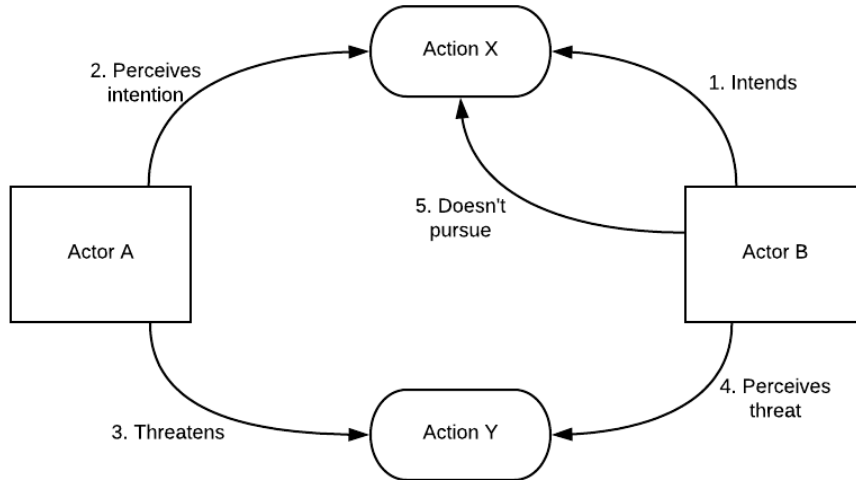 Action X
2. Perceives
intention
1. Intends
5. Doesn't
pursue
Actor A
Actor B
4. Perceives
threat
3. Threatens
Action Y